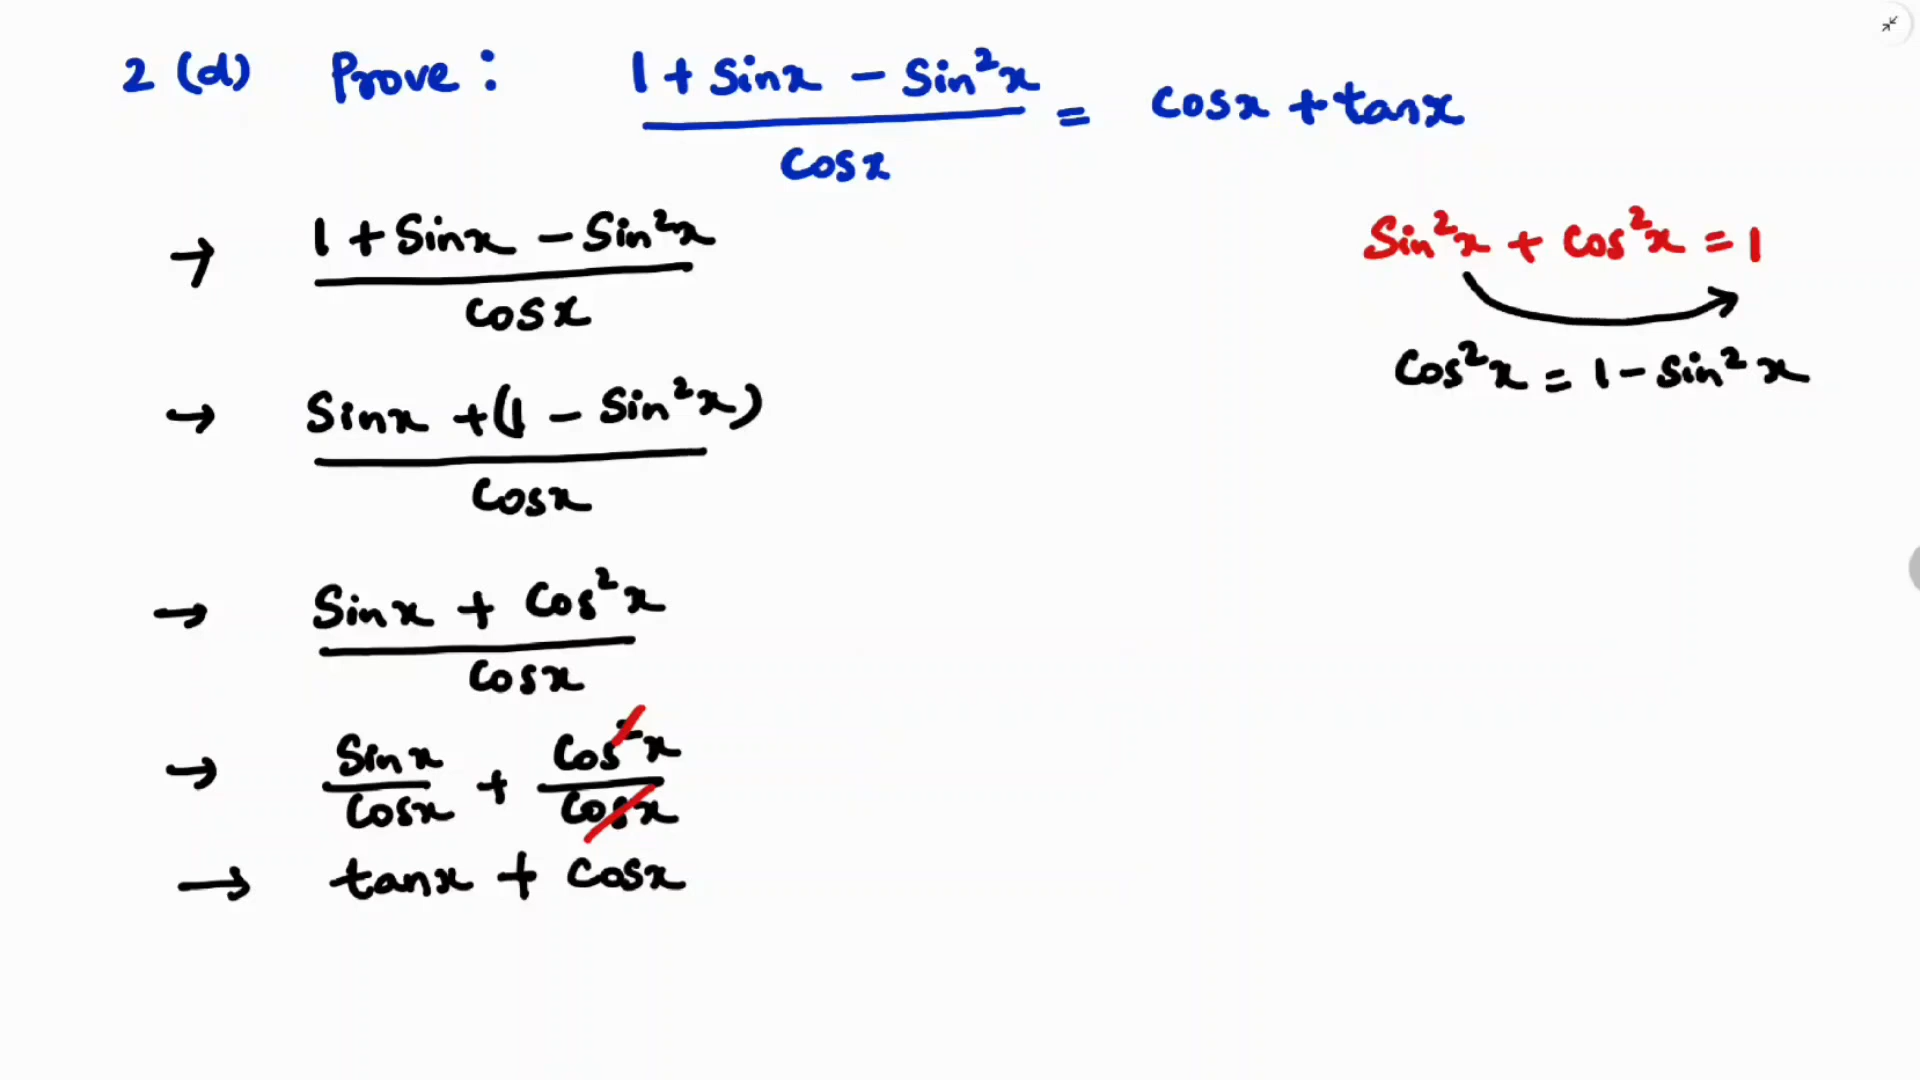 2 (d) Prove : 1 + Sinx - Sin²x
= Cosx + tanx
Cosx
→ 1 + Sinx - Sin²x
Cosx
Sin²x + Cos²x = 1
Cos²x = 1 - Sin²x
→ Sinx + (1 - Sin²x)
Cosx
→ Sinx + Cos²x
Cosx
→ Sinx + Cos²x
Cosx Cosx
→ tanx + Cosx